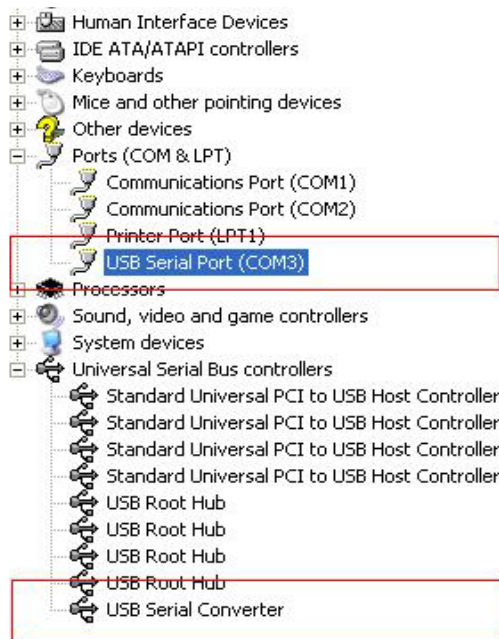 Human Interface Devices
IDE ATA/ATAPI controllers
Keyboards
Mice and other pointing devices
Other devices
Ports (COM & LPT)
Communications Port (COM1)
Communications Port (COM2)
Printer Port (LPT1)
USB Serial Port (COM3)
Processors
Sound, video and game controllers
System devices
Universal Serial Bus controllers
Standard Universal PCI to USB Host Controller
Standard Universal PCI to USB Host Controller
Standard Universal PCI to USB Host Controller
Standard Universal PCI to USB Host Controller
USB Root Hub
USB Root Hub
USB Root Hub
USB Root Hub
USB Serial Converter